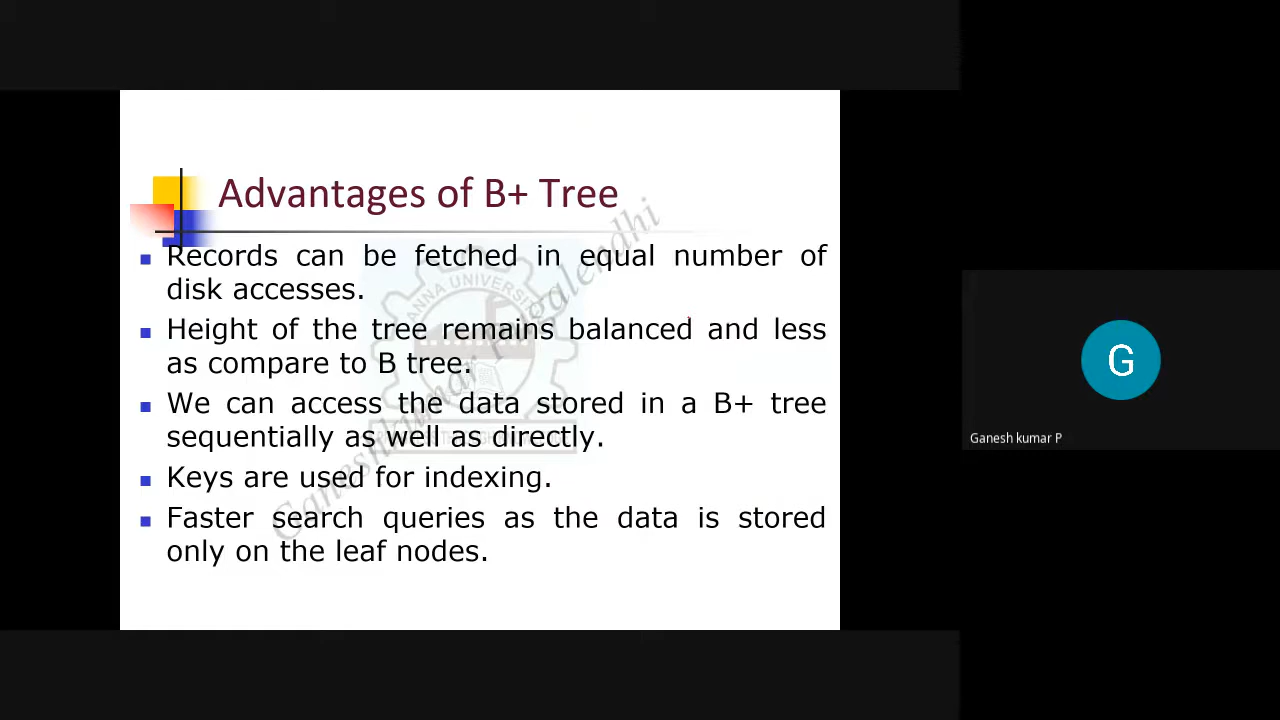 Advantages of B+ Tree
Records can be fetched in equal number of
disk accesses.
Height of the tree remains balanced and less
as compare to B tree.
We can access the data stored in a B+ tree
sequentially as well as directly.
Keys are used for indexing.
Faster search queries as the data is stored
only on the leaf nodes.
ANNA UNIVERSITY
G
Ganesh kumar P